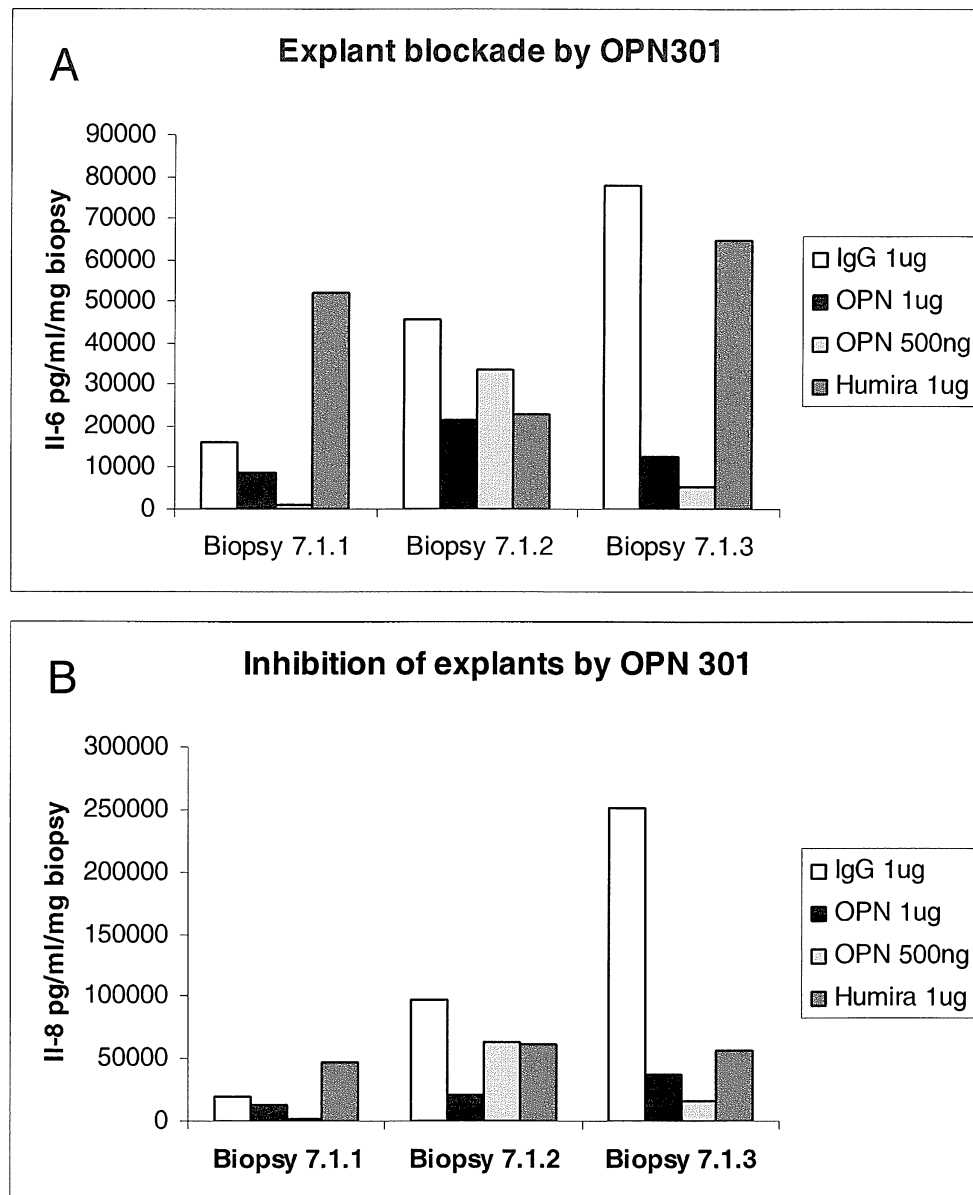 A
Explant blockade by OPN301
Il-6 pg/ml/mg biopsy
90000
80000
70000
60000
50000
40000
30000
20000
10000
0
Biopsy 7.1.1
Biopsy 7.1.2
Biopsy 7.1.3
IgG 1ug
OPN 1ug
OPN 500ng
Humira 1ug
B
Inhibition of explants by OPN 301
Il-8 pg/ml/mg biopsy
300000
250000
200000
150000
100000
50000
0
Biopsy 7.1.1
Biopsy 7.1.2
Biopsy 7.1.3
IgG 1ug
OPN 1ug
OPN 500ng
Humira 1ug